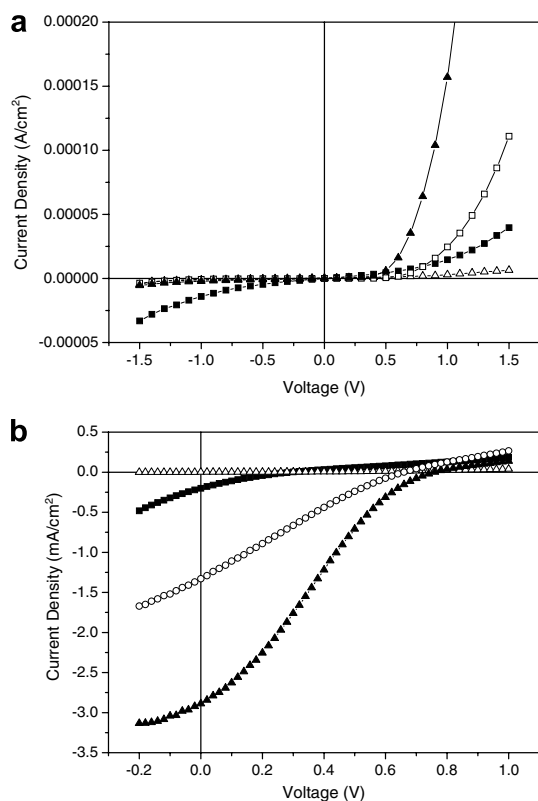 a
Current Density (A/cm²)
0.00020
0.00015
0.00010
0.00005
0.00000
-0.00005
-1.5 -1.0 -0.5 0.0 0.5 1.0 1.5
Voltage (V)
b
Current Density (mA/cm²)
0.5
0.0
-0.5
-1.0
-1.5
-2.0
-2.5
-3.0
-3.5
-0.2 0.0 0.2 0.4 0.6 0.8 1.0
Voltage (V)